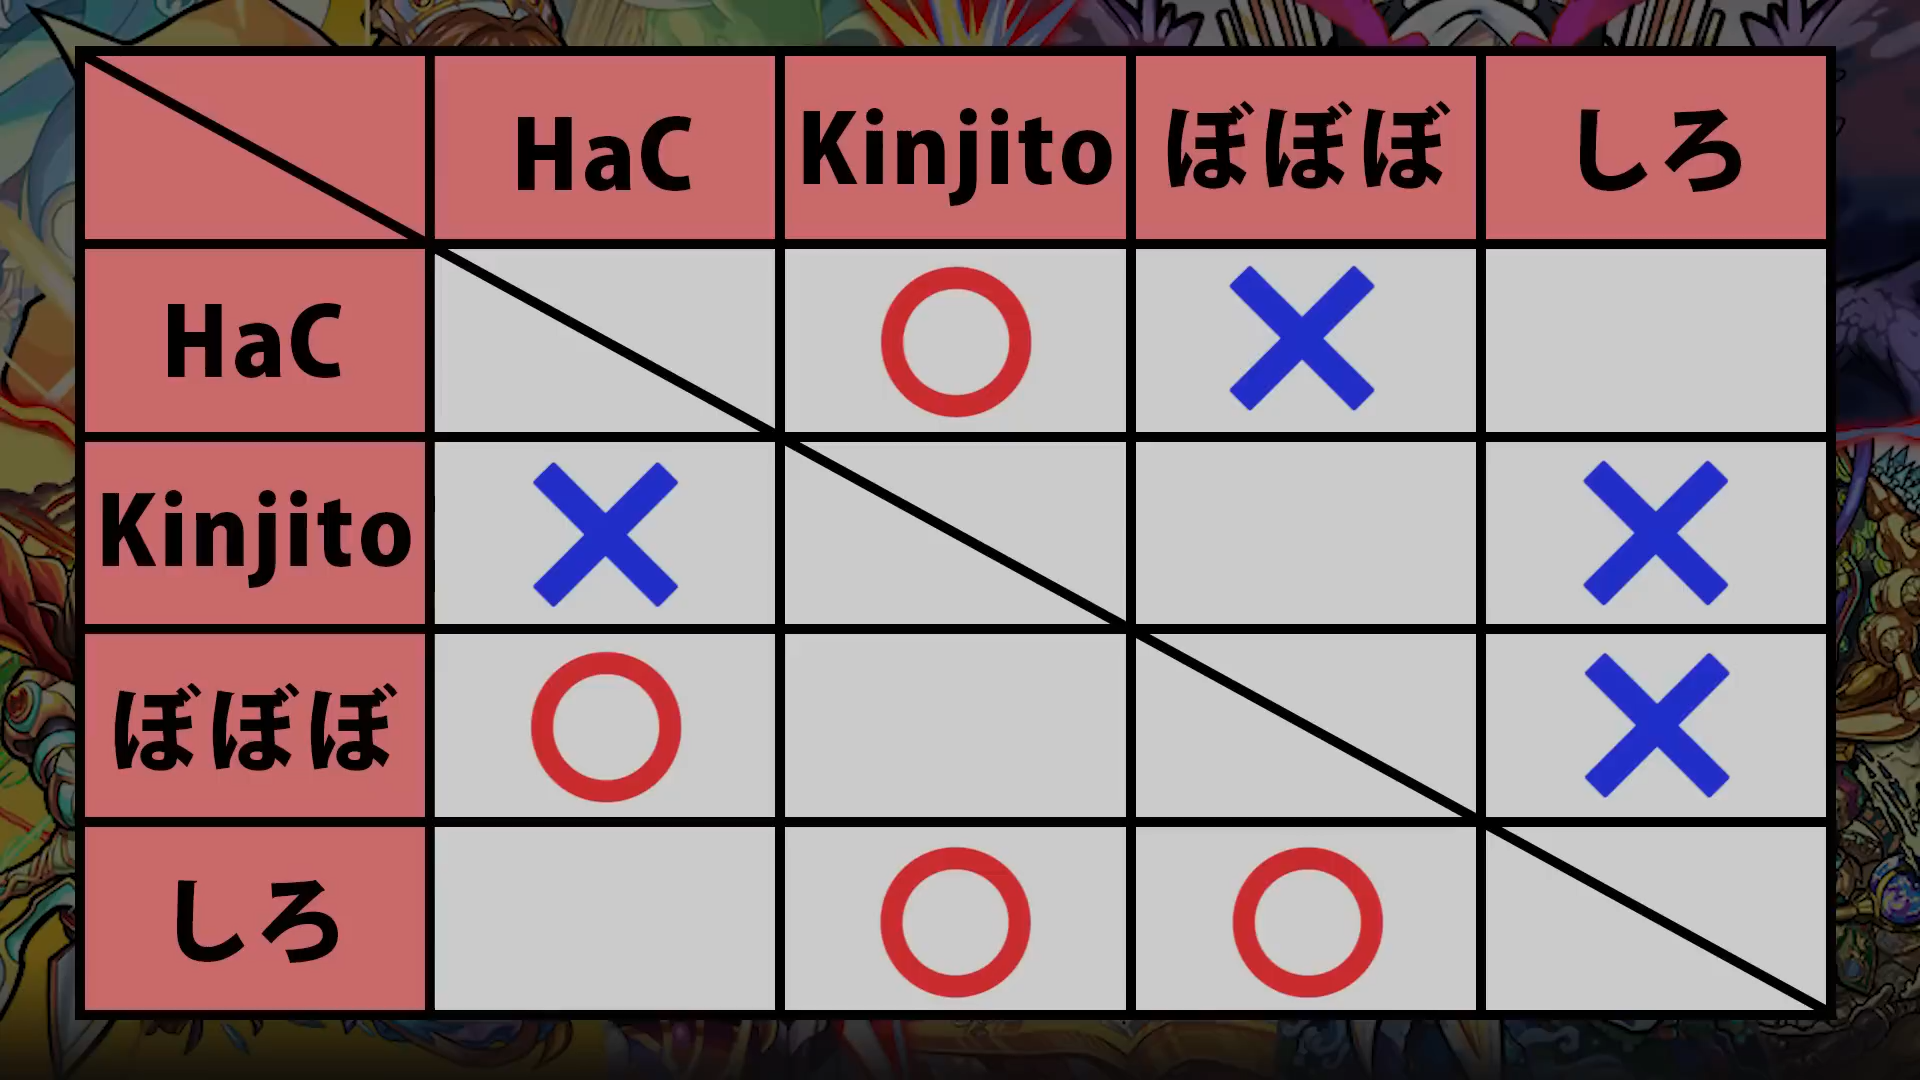 HaC Kinjito ぼぼぼ しろ
HaC ○ ×
Kinjito × ×
ぼぼぼ ○ ×
しろ ○ ○